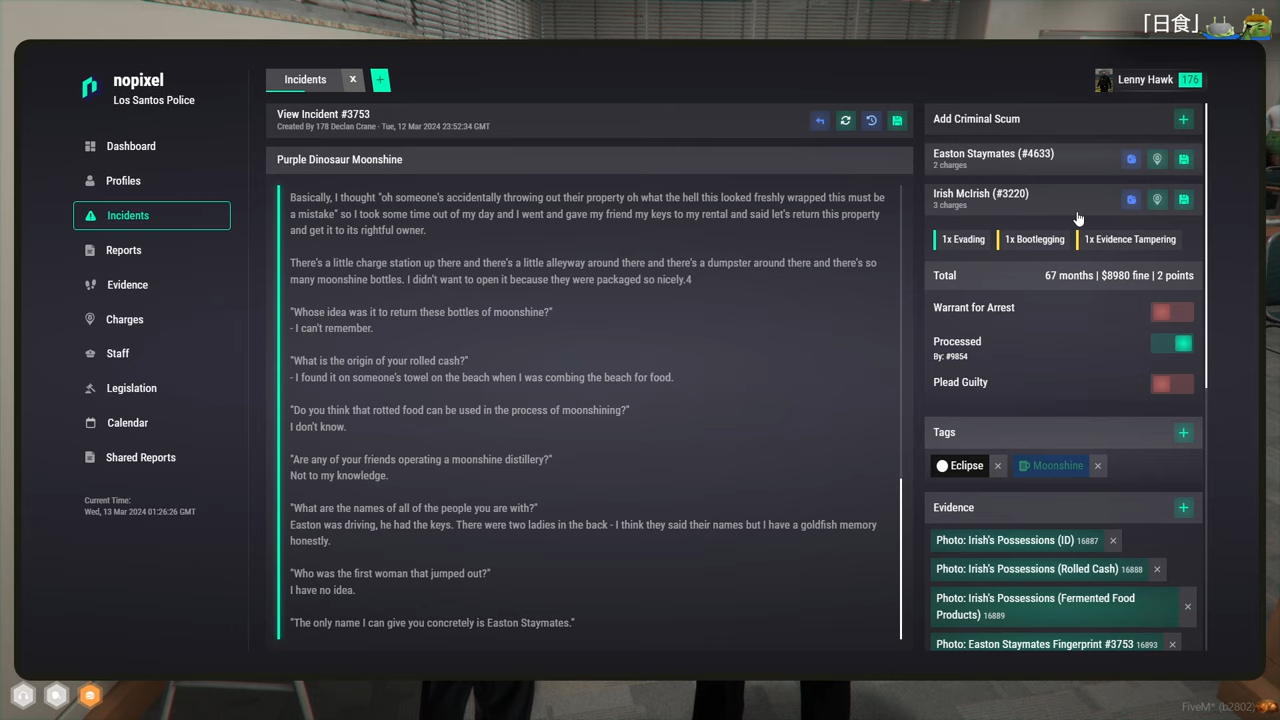 「日食」
nopixel
Los Santos Police
Dashboard
Profiles
Incidents
Reports
Evidence
Charges
Staff
Legislation
Calendar
Shared Reports
Current Time:
Wed, 13 Mar 2024 01:26:26 GMT
Incidents
x
+
Lenny Hawk 176
View Incident #3753
Created By 178 Declan Crane · Tue, 12 Mar 2024 23:52:34 GMT
Purple Dinosaur Moonshine
Basically, I thought "oh someone's accidentally throwing out their property oh what the hell this looked freshly wrapped this must be
a mistake" so I took some time out of my day and I went and gave my friend my keys to my rental and said let's return this property
and get it to its rightful owner.
There's a little charge station up there and there's a little alleyway around there and there's a dumpster around there and there's so
many moonshine bottles. I didn't want to open it because they were packaged so nicely.4
"Whose idea was it to return these bottles of moonshine?"
- I can't remember.
"What is the origin of your rolled cash?"
- I found it on someone's towel on the beach when I was combing the beach for food.
"Do you think that rotted food can be used in the process of moonshining?"
I don't know.
"Are any of your friends operating a moonshine distillery?"
Not to my knowledge.
"What are the names of all of the people you are with?"
Easton was driving, he had the keys. There were two ladies in the back - I think they said their names but I have a goldfish memory
honestly.
"Who was the first woman that jumped out?"
I have no idea.
"The only name I can give you concretely is Easton Staymates."
Add Criminal Scum
+
Easton Staymates (#4633)
2 charges
Irish McIrish (#3220)
3 charges
1x Evading 1x Bootlegging 1x Evidence Tampering
Total 67 months | $8980 fine | 2 points
Warrant for Arrest
Processed
By: #9854
Plead Guilty
Tags +
Eclipse × Moonshine ×
Evidence +
Photo: Irish's Possessions (ID) 16887 ×
Photo: Irish's Possessions (Rolled Cash) 16888 ×
Photo: Irish's Possessions (Fermented Food
Products) 16889 ×
Photo: Easton Staymates Fingerprint #3753 16893 ×
FiveM* (b2802)